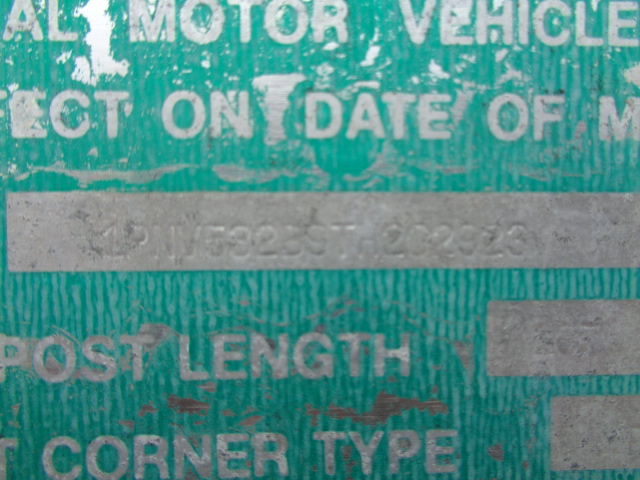 AL MOTOR VEHICLE
ECT ON DATE OF M
POST LENGTH
T CORNER TYPE